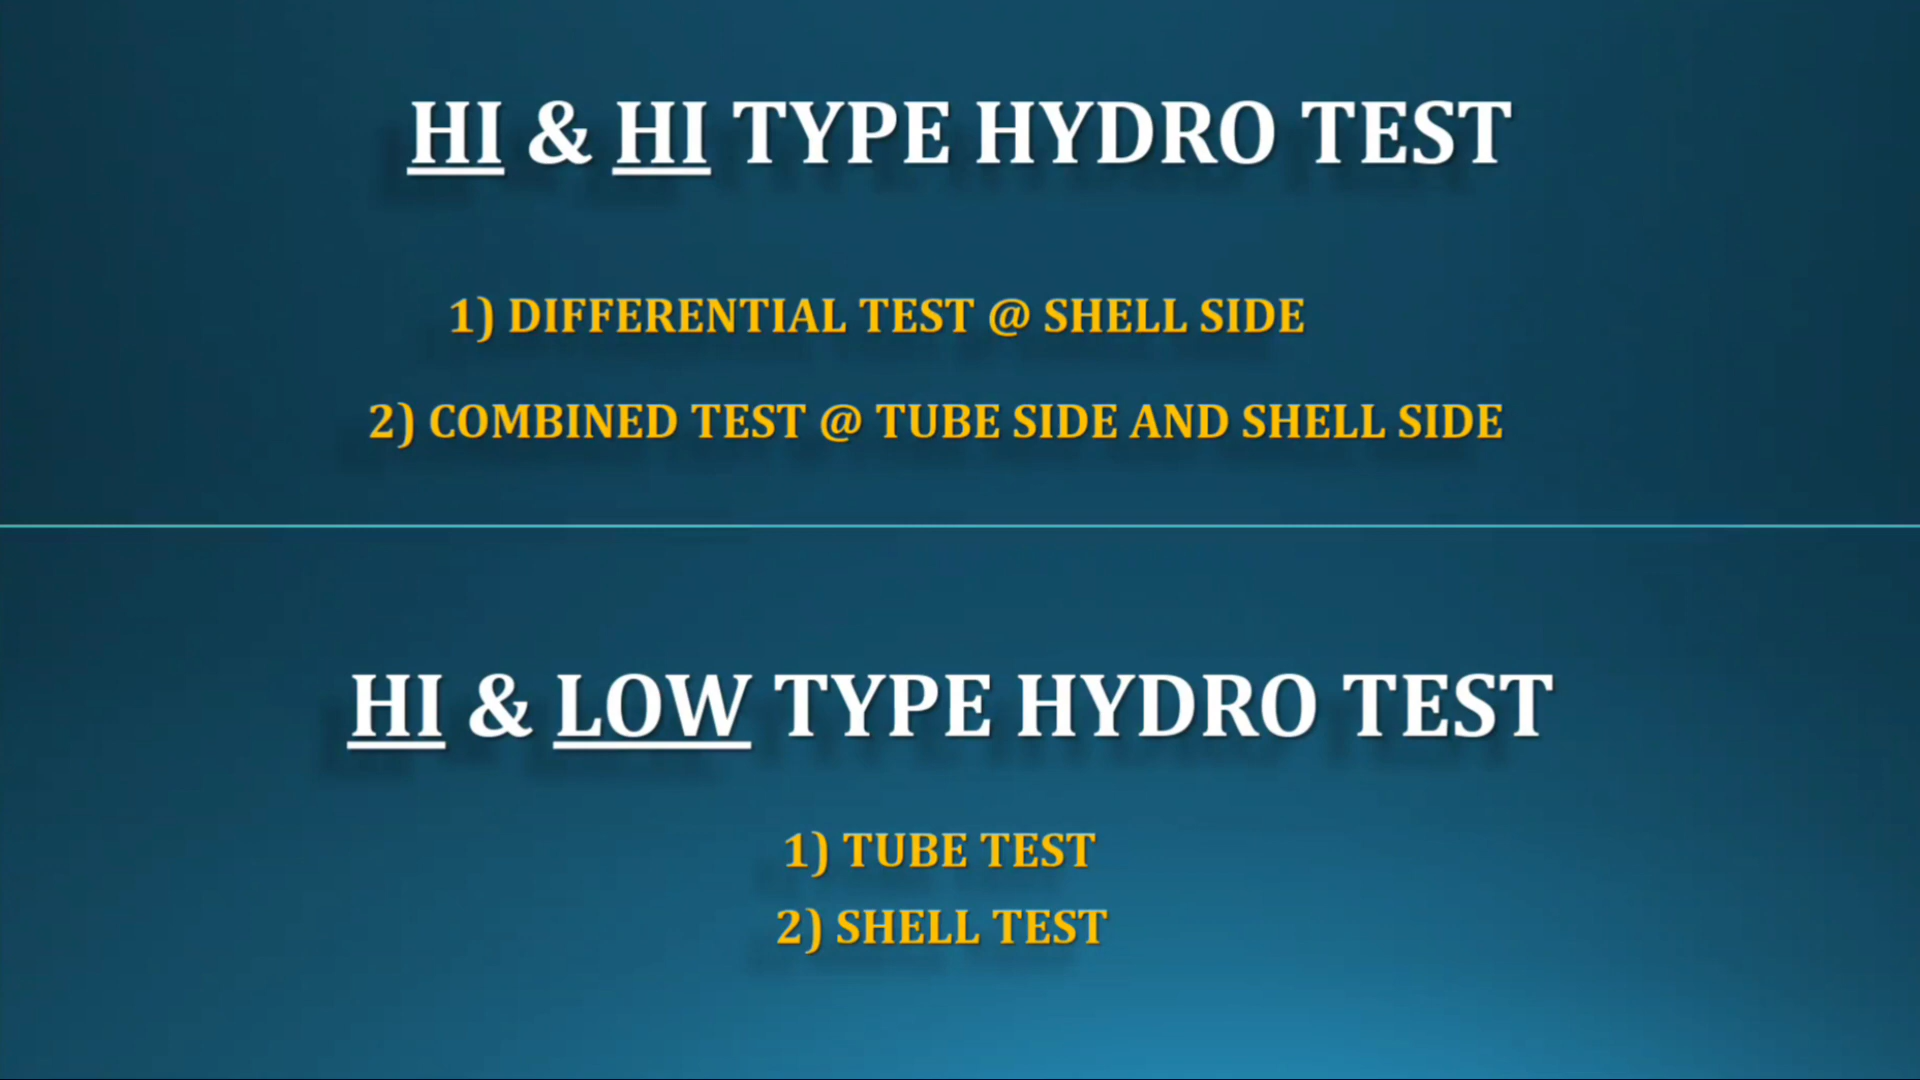 HI & HI TYPE HYDRO TEST
1) DIFFERENTIAL TEST @ SHELL SIDE
2) COMBINED TEST @ TUBE SIDE AND SHELL SIDE
HI & LOW TYPE HYDRO TEST
1) TUBE TEST
2) SHELL TEST